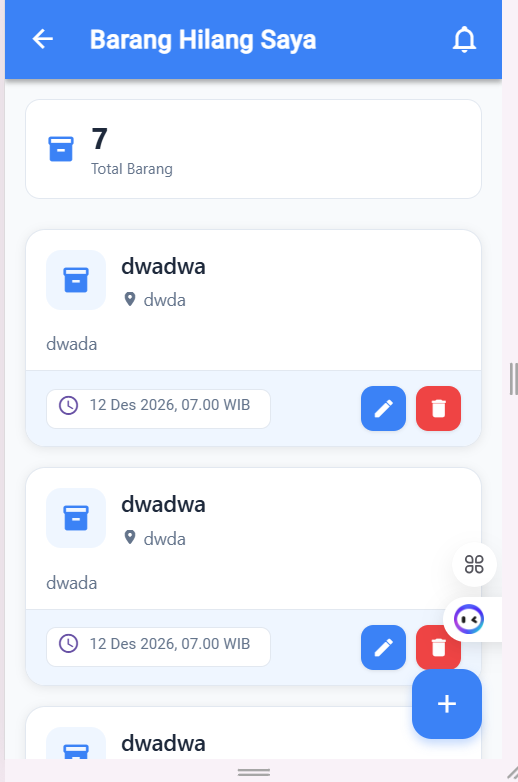 Barang Hilang Saya
7
Total Barang
dwadwa
dwda
dwada
12 Des 2026, 07.00 WIB
dwadwa
dwda
dwada
12 Des 2026, 07.00 WIB
+
dwadwa